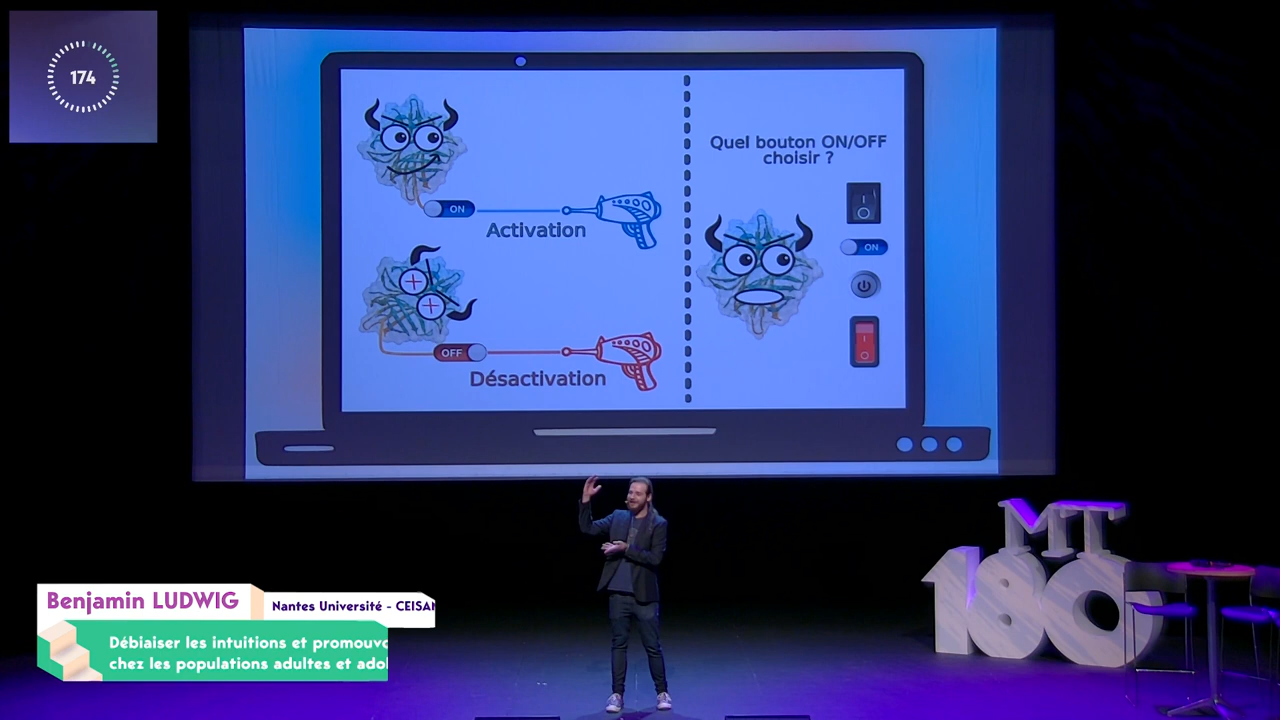 174
ON
Activation
OFF
Désactivation
Quel bouton ON/OFF
choisir ?
ON
Benjamin LUDWIG
Nantes Université - CEISAM
Débiaiser les intuitions et promouvo
chez les populations adultes et ado
MT
180